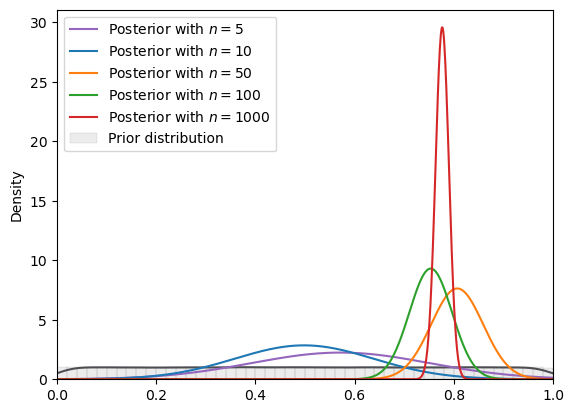 Posterior with n = 5
Posterior with n = 10
Posterior with n = 50
Posterior with n = 100
Posterior with n = 1000
Prior distribution
Density
30
25
20
15
10
5
0
0.0
0.2
0.4
0.6
0.8
1.0